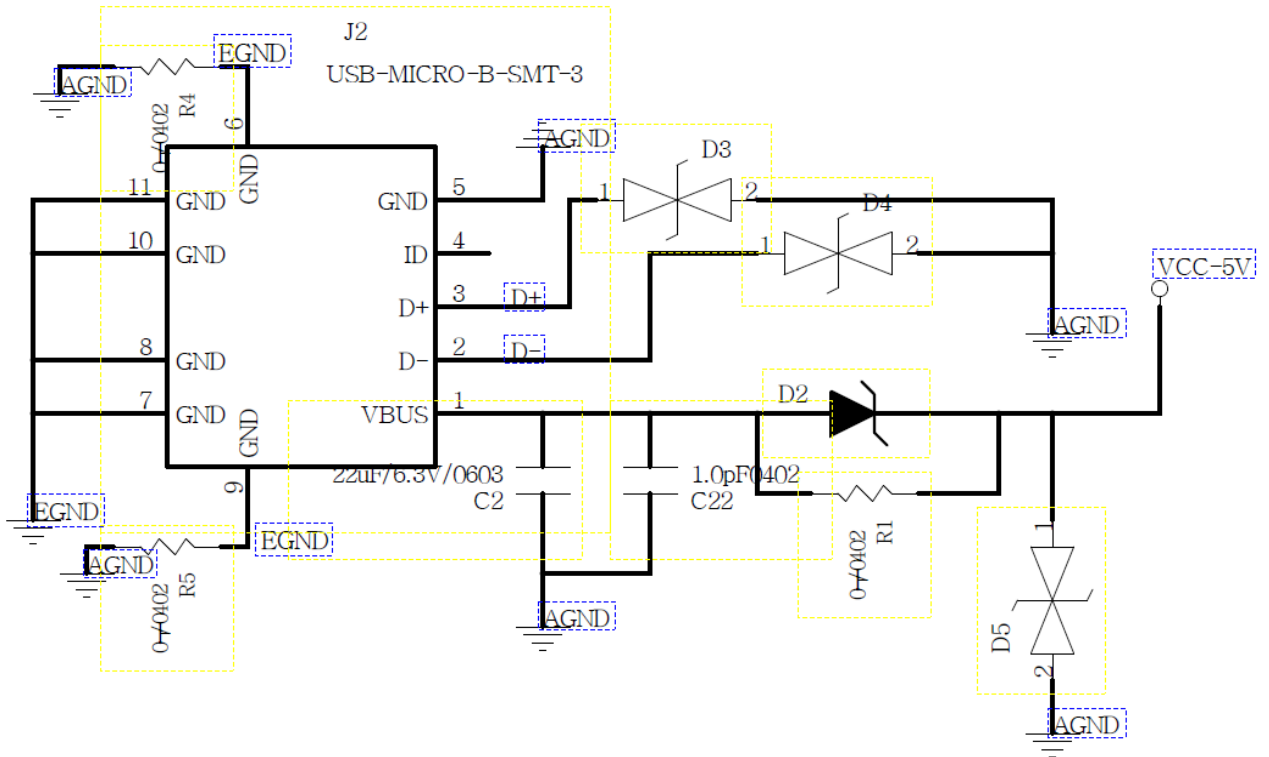 J2
USB-MICRO-B-SMT-3
EGND
AGND
R4
0-/0402
6
GND
AGND
D3
1
2
D4
1
2
11
GND
GND
5
10
GND
ID
4
D+
3
D+
8
GND
D-
2
D-
7
GND
VBUS
1
GND
9
VCC-5V
AGND
D2
22uF/6.3V/0603
C2
1.0pF0402
C22
0-/0402
R1
EGND
AGND
EGND
R5
0-/0402
AGND
1
D5
2
AGND